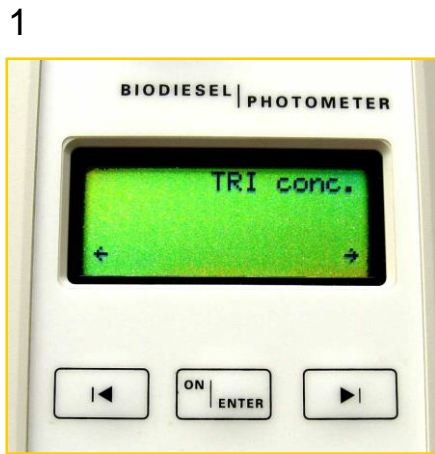 1
BIODIESEL | PHOTOMETER
TRI conc.
← →
ON | ENTER